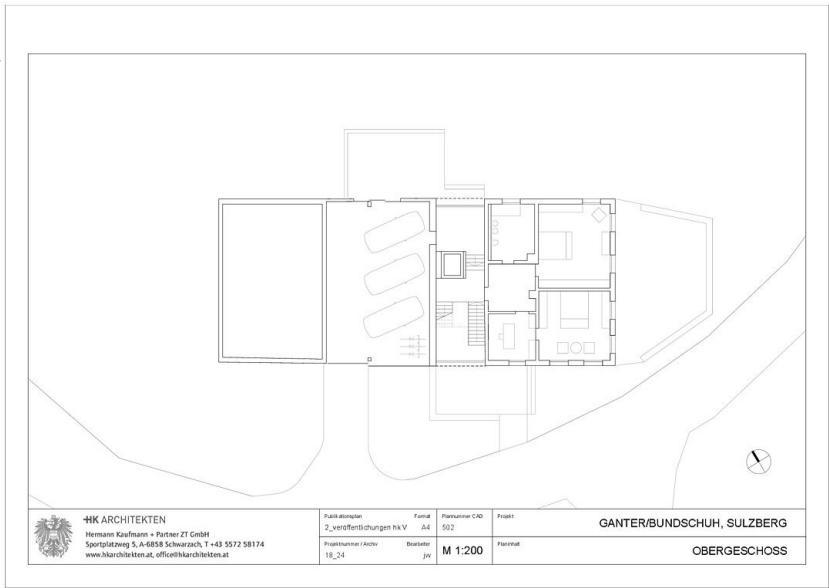 HK ARCHITEKTEN
Hermann Kaufmann + Partner ZT GmbH
Sportplatzweg 5, A-6858 Schwarzach, T +43 5572 58174
www.hkarchitekten.at, office@hkarchitekten.at
Publikationsplan Format
2_veröffentlichungen hk V A4
Projektnummer / Archiv Bearbeiter
18_24 jw
Plannummer CAD
502
M 1:200
Projekt
GANTER/BUNDSCHUH, SULZBERG
Planinhalt
OBERGESCHOSS